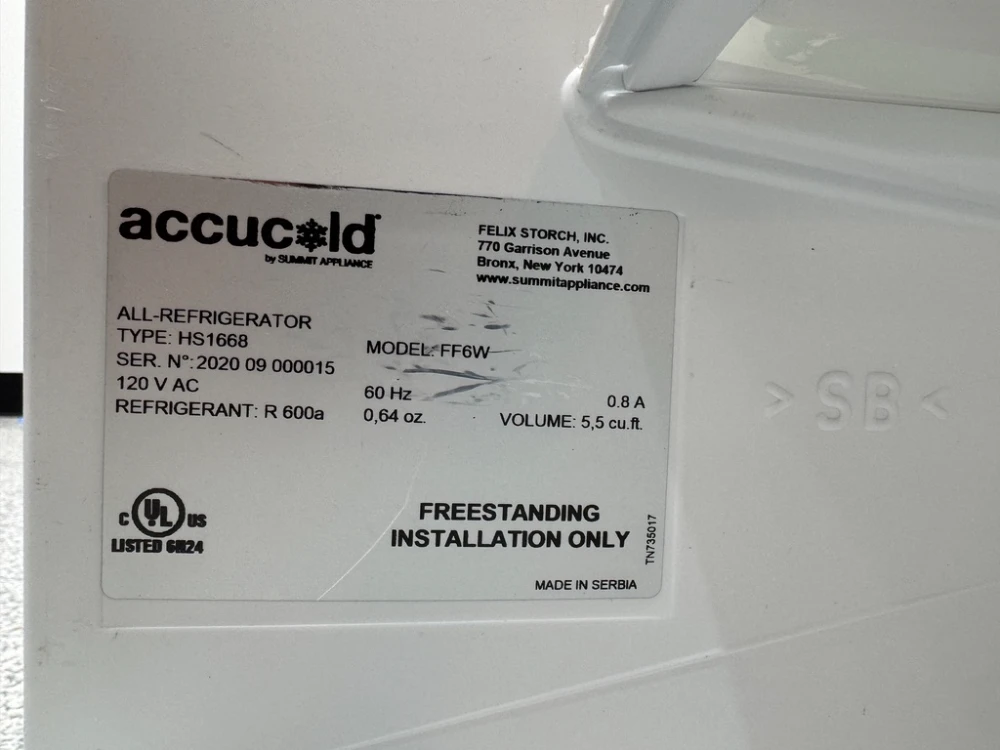 accucold
by SUMMIT APPLIANCE
FELIX STORCH, INC.
770 Garrison Avenue
Bronx, New York 10474
www.summitappliance.com
ALL-REFRIGERATOR
TYPE: HS1668
MODEL: FF6W
SER. N°: 2020 09 000015
120 V AC
60 Hz
0.8 A
REFRIGERANT: R 600a
0,64 oz.
VOLUME: 5,5 cu.ft.
C UL US
LISTED
FREESTANDING
INSTALLATION ONLY
TN735017
MADE IN SERBIA
> SB <